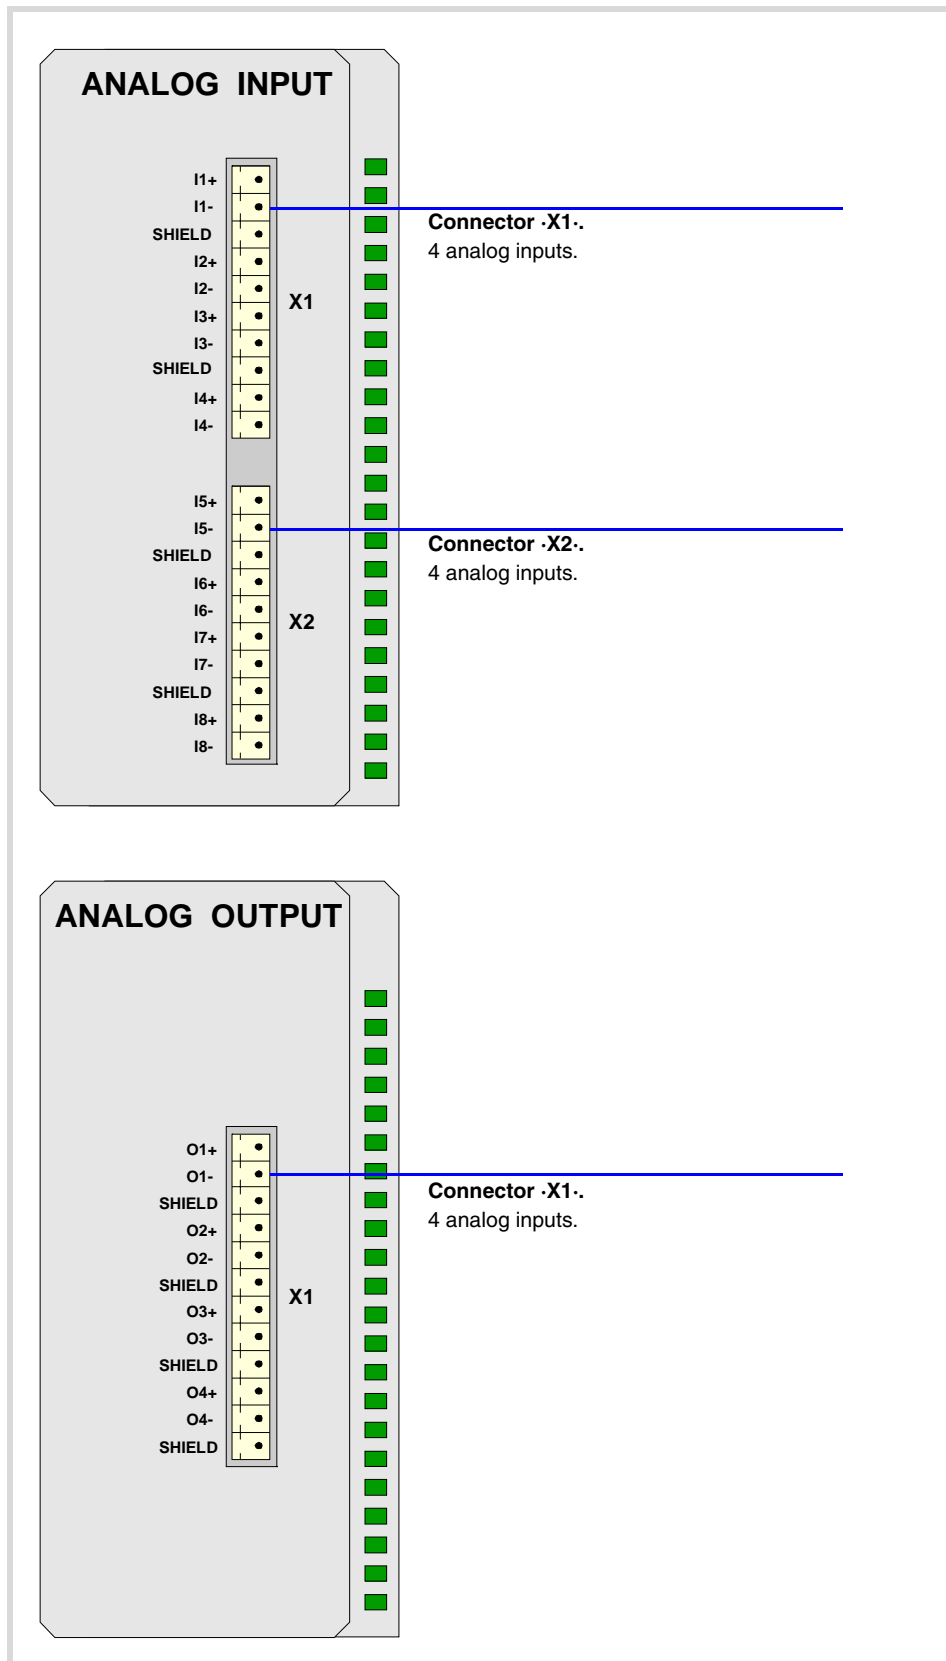 ANALOG INPUT
I1+
I1-
SHIELD
I2+
I2-
I3+
I3-
SHIELD
I4+
I4-
X1
Connector ·X1·.
4 analog inputs.
I5+
I5-
SHIELD
I6+
I6-
I7+
I7-
SHIELD
I8+
I8-
X2
Connector ·X2·.
4 analog inputs.
ANALOG OUTPUT
O1+
O1-
SHIELD
O2+
O2-
SHIELD
O3+
O3-
SHIELD
O4+
O4-
SHIELD
X1
Connector ·X1·.
4 analog inputs.